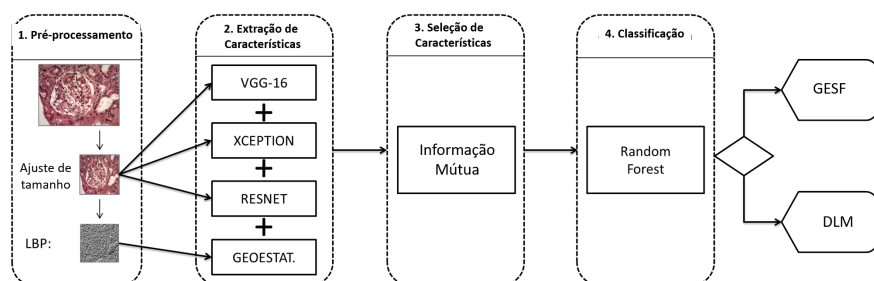 1. Pré-processamento
Ajuste de
tamanho
LBP:
2. Extração de
Características
VGG-16
+
XCEPTION
+
RESNET
+
GEOESTAT.
3. Seleção de
Características
Informação
Mútua
4. Classificação
Random
Forest
GESF
DLM